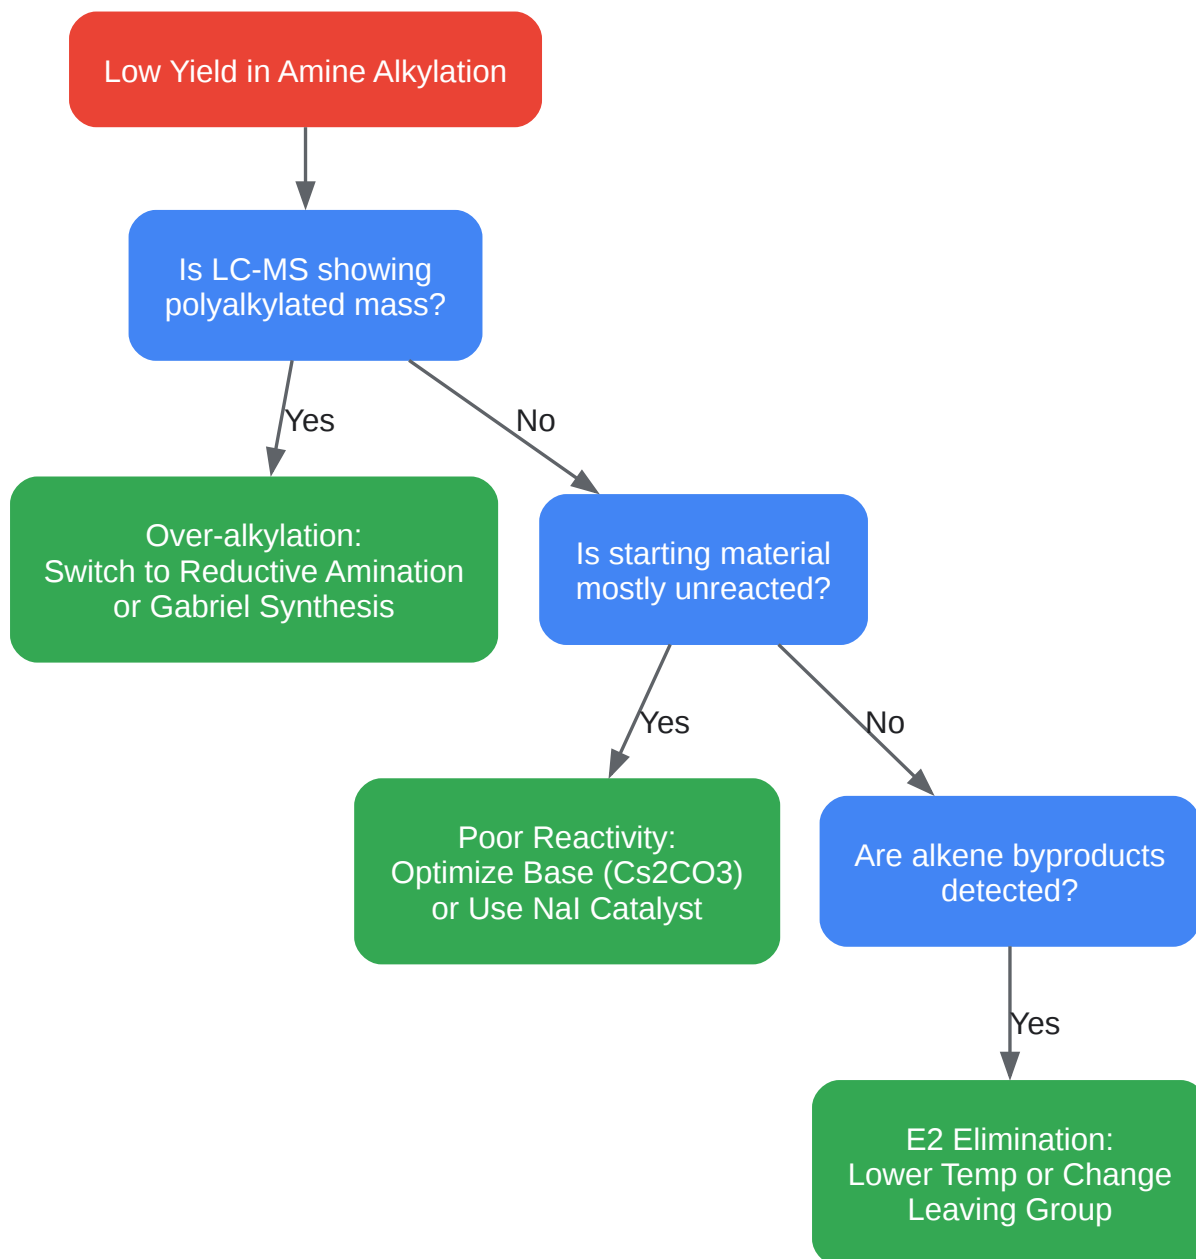 Low Yield in Amine Alkylation
Is LC-MS showing
polyalkylated mass?
Yes
No
Over-alkylation:
Switch to Reductive Amination
or Gabriel Synthesis
Is starting material
mostly unreacted?
Yes
No
Poor Reactivity:
Optimize Base (Cs2CO3)
or Use NaI Catalyst
Are alkene byproducts
detected?
Yes
E2 Elimination:
Lower Temp or Change
Leaving Group